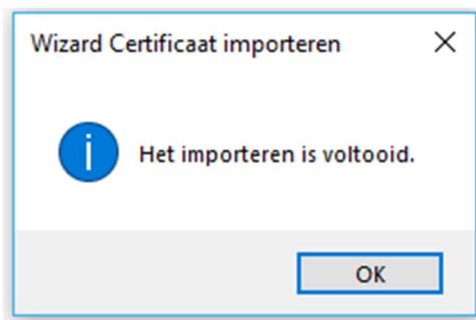 Wizard Certificaat importeren
Het importeren is voltooid.
OK